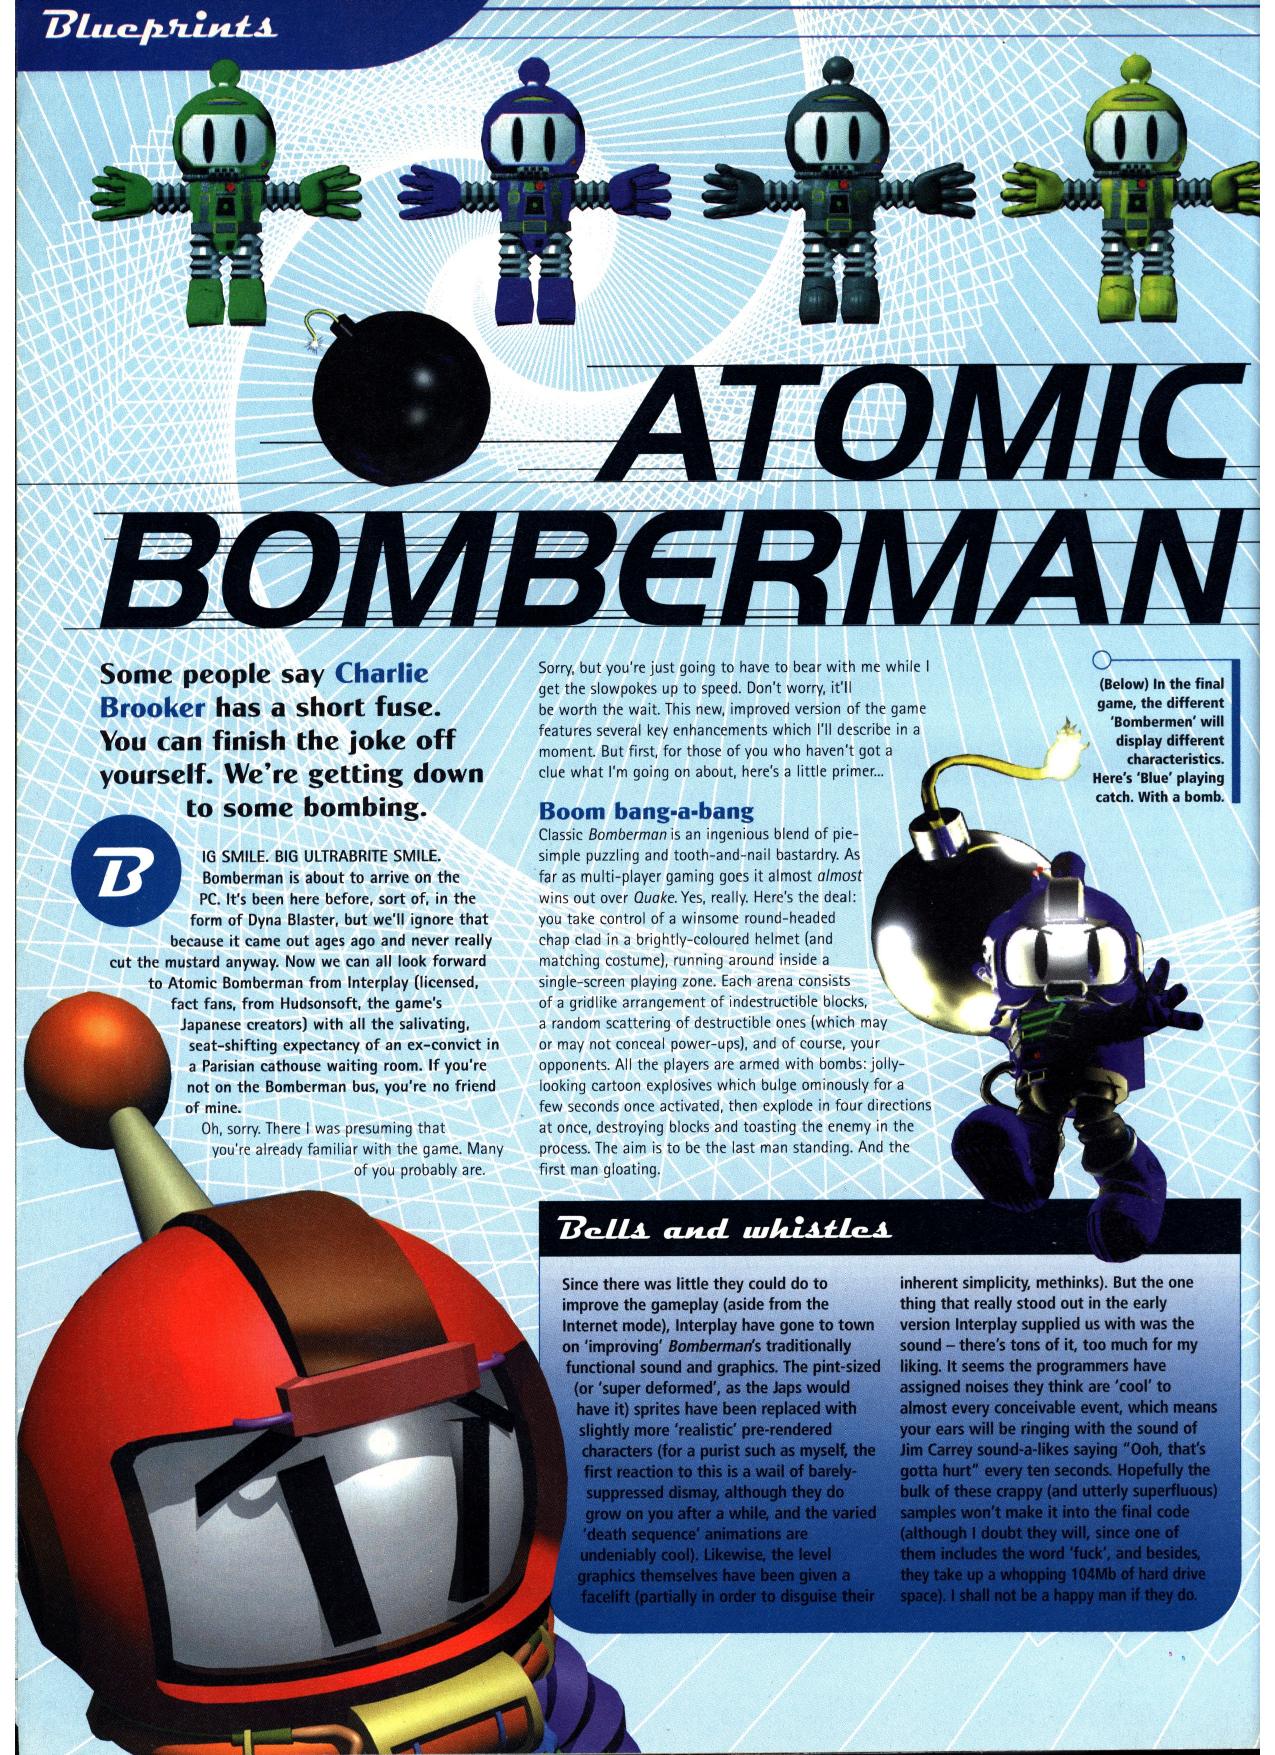 Blueprints
ATOMIC
BOMBERMAN
Some people say Charlie
Brooker has a short fuse.
You can finish the joke off
yourself. We're getting down
to some bombing.
BIG SMILE. BIG ULTRABRITE SMILE.
Bomberman is about to arrive on the
PC. It's been here before, sort of, in the
form of Dyna Blaster, but we'll ignore that
because it came out ages ago and never really
cut the mustard anyway. Now we can all look forward
to Atomic Bomberman from Interplay (licensed,
fact fans, from Hudsonsoft, the game's
Japanese creators) with all the salivating,
seat-shifting expectancy of an ex-convict in
a Parisian cathouse waiting room. If you're
not on the Bomberman bus, you're no friend
of mine.
Oh, sorry. There I was presuming that
you're already familiar with the game. Many
of you probably are.
Sorry, but you're just going to have to bear with me while I
get the slowpokes up to speed. Don't worry, it'll
be worth the wait. This new, improved version of the game
features several key enhancements which I'll describe in a
moment. But first, for those of you who haven't got a
clue what I'm going on about, here's a little primer...
Boom bang-a-bang
Classic Bomberman is an ingenious blend of pie-
simple puzzling and tooth-and-nail bastardry. As
far as multi-player gaming goes it almost almost
wins out over Quake. Yes, really. Here's the deal:
you take control of a winsome round-headed
chap clad in a brightly-coloured helmet (and
matching costume), running around inside a
single-screen playing zone. Each arena consists
of a gridlike arrangement of indestructible blocks,
a random scattering of destructible ones (which may
or may not conceal power-ups), and of course, your
opponents. All the players are armed with bombs: jolly-
looking cartoon explosives which bulge ominously for a
few seconds once activated, then explode in four directions
at once, destroying blocks and toasting the enemy in the
process. The aim is to be the last man standing. And the
first man gloating.
(Below) In the final
game, the different
'Bombermen' will
display different
characteristics.
Here's 'Blue' playing
catch. With a bomb.
Bells and whistles
Since there was little they could do to
improve the gameplay (aside from the
Internet mode), Interplay have gone to town
on 'improving' Bomberman's traditionally
functional sound and graphics. The pint-sized
(or 'super deformed', as the Japs would
have it) sprites have been replaced with
slightly more 'realistic' pre-rendered
characters (for a purist such as myself, the
first reaction to this is a wail of barely-
suppressed dismay, although they do
grow on you after a while, and the varied
'death sequence' animations are
undeniably cool). Likewise, the level
graphics themselves have been given a
facelift (partially in order to disguise their
inherent simplicity, methinks). But the one
thing that really stood out in the early
version Interplay supplied us with was the
sound – there's tons of it, too much for my
liking. It seems the programmers have
assigned noises they think are 'cool' to
almost every conceivable event, which means
your ears will be ringing with the sound of
Jim Carrey sound-a-likes saying "Ooh, that's
gotta hurt" every ten seconds. Hopefully the
bulk of these crappy (and utterly superfluous)
samples won't make it into the final code
(although I doubt they will, since one of
them includes the word 'fuck', and besides,
they take up a whopping 104Mb of hard drive
space). I shall not be a happy man if they do.